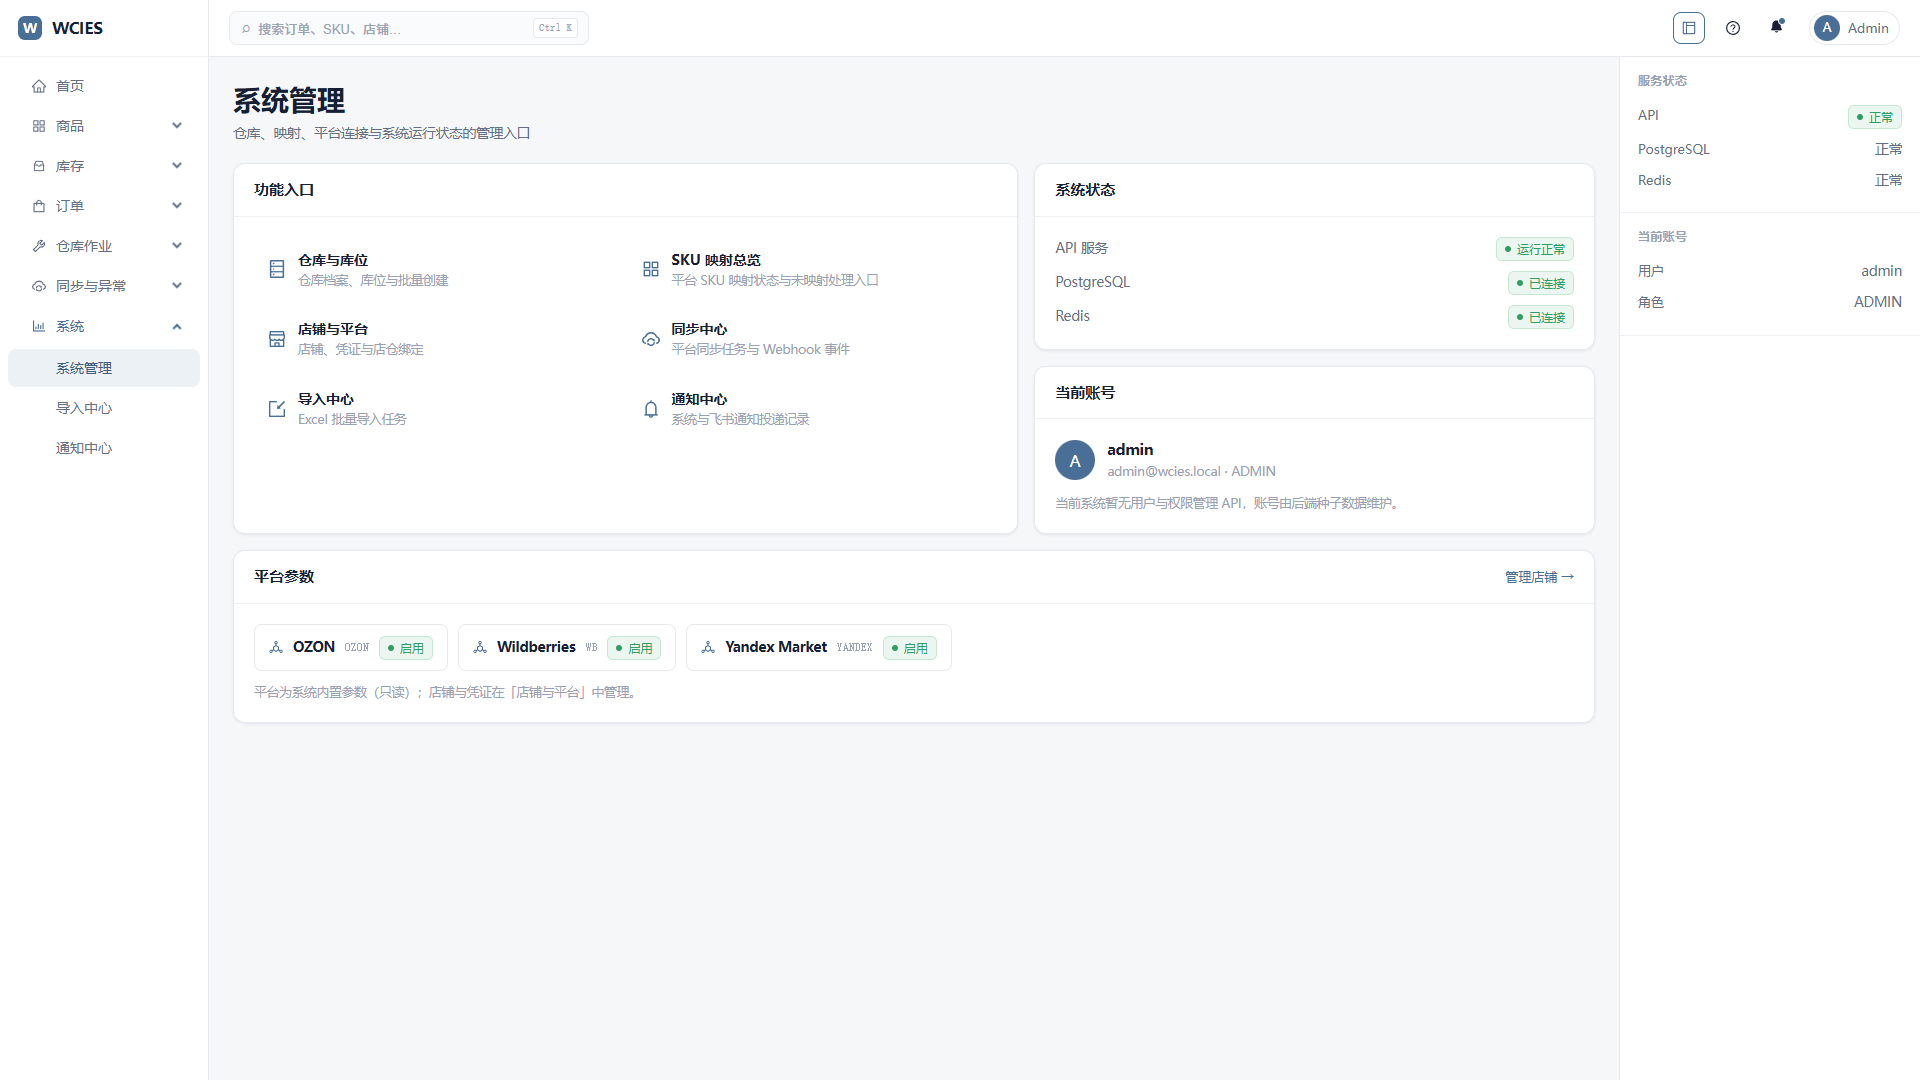 W WCIES
搜索订单、SKU、店铺... Ctrl K
A Admin
首页
商品
库存
订单
仓库作业
同步与异常
系统
系统管理
导入中心
通知中心
系统管理
仓库、映射、平台连接与系统运行状态的管理入口
功能入口
仓库与库位
仓库档案、库位与批量创建
SKU 映射总览
平台 SKU 映射状态与未映射处理入口
店铺与平台
店铺、凭证与店仓绑定
同步中心
平台同步任务与 Webhook 事件
导入中心
Excel 批量导入任务
通知中心
系统与飞书通知投递记录
系统状态
API 服务 运行正常
PostgreSQL 已连接
Redis 已连接
当前账号
A
admin
admin@wcies.local · ADMIN
当前系统暂无用户与权限管理 API，账号由后端种子数据维护。
平台参数
管理店铺 →
OZON OZON 启用
Wildberries WB 启用
Yandex Market YANDEX 启用
平台为系统内置参数（只读）；店铺与凭证在「店铺与平台」中管理。
服务状态
API 正常
PostgreSQL 正常
Redis 正常
当前账号
用户 admin
角色 ADMIN